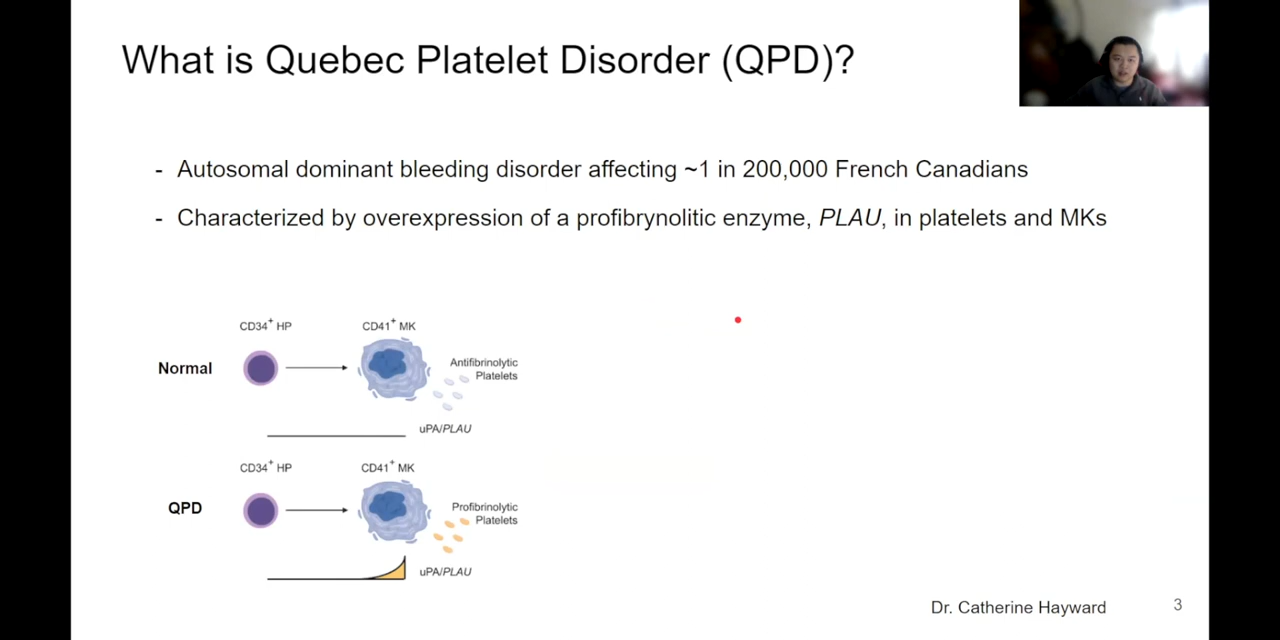 What is Quebec Platelet Disorder (QPD)?
- Autosomal dominant bleeding disorder affecting ~1 in 200,000 French Canadians
- Characterized by overexpression of a profibrynolitic enzyme, PLAU, in platelets and MKs
CD34+ HP
CD41+ MK
Normal
Antifibrinolytic
Platelets
uPA/PLAU
CD34+ HP
CD41+ MK
QPD
Profibrinolytic
Platelets
uPA/PLAU
Dr. Catherine Hayward
3